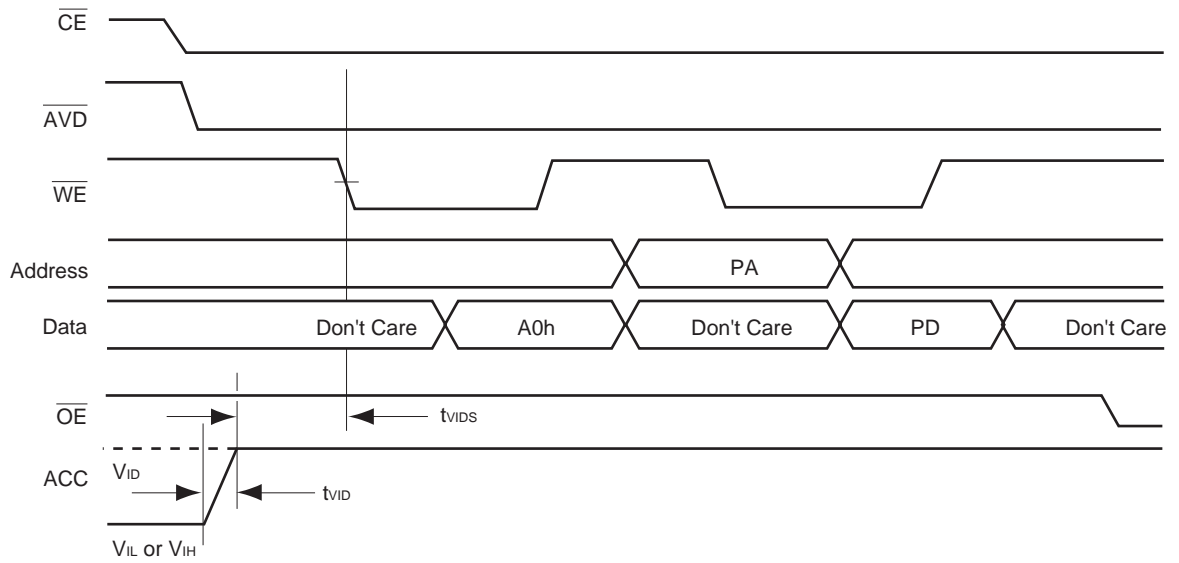 CE
AVD
WE
Address PA
Data Don't Care A0h Don't Care PD Don't Care
OE tVIDS
ACC VID
tVID
VIL or VIH